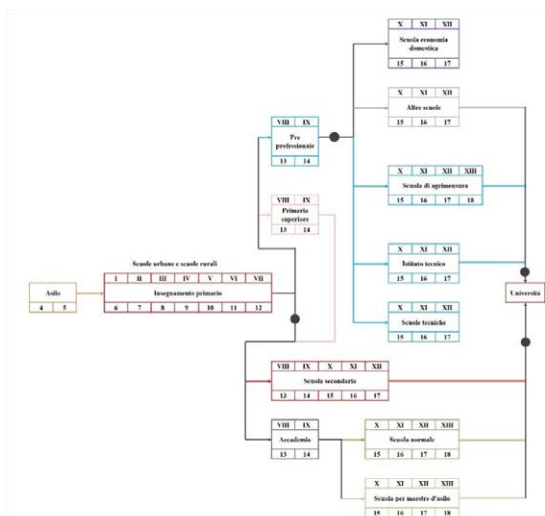 X XI XII
Scuola economia
domestica
15 16 17
X XI XII
Altre scuole
15 16 17
VIII IX
Pre
professionale
13 14
X XI XII XIII
Scuola di agrimensura
15 16 17 18
VIII IX
Primaria
superiore
13 14
X XI XII
Istituto tecnico
15 16 17
Scuole urbane e scuole rurali
I II III IV V VI VII
Asilo
4 5
Insegnamento primario
6 7 8 9 10 11 12
Università
X XI XII
Scuole tecniche
15 16 17
VIII IX X XI XII
Scuola secondaria
13 14 15 16 17
VIII IX
Accademia
13 14
X XI XII XIII
Scuola normale
15 16 17 18
X XI XII XIII
Scuola per maestre d'asilo
15 16 17 18